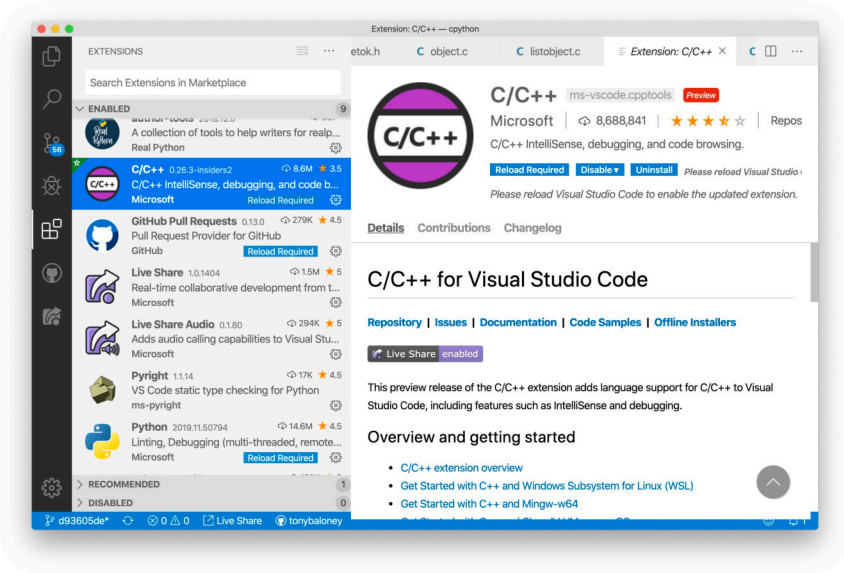 Extension: C/C++ — cpython
EXTENSIONS
etok.h
C object.c
C listobject.c
Extension: C/C++ ×
C
Search Extensions in Marketplace
ENABLED 9
author-tools 2018.12.0
A collection of tools to help writers for realp...
Real Python
C/C++ 0.26.3-insiders2 8.6M ★ 3.5
C/C++ IntelliSense, debugging, and code b...
Microsoft Reload Required
GitHub Pull Requests 0.13.0 279K ★ 4.5
Pull Request Provider for GitHub
GitHub Reload Required
Live Share 1.0.1404 1.5M ★ 5
Real-time collaborative development from t...
Microsoft
Live Share Audio 0.1.80 294K ★ 5
Adds audio calling capabilities to Visual Stu...
Microsoft
Pyright 1.1.14 17K ★ 4.5
VS Code static type checking for Python
ms-pyright
Python 2019.11.50794 14.6M ★ 4.5
Linting, Debugging (multi-threaded, remote...
Microsoft Reload Required
RECOMMENDED 1
DISABLED 0
56
Real Python
C/C++
C/C++
C/C++ ms-vscode.cpptools Preview
Microsoft | 8,688,841 | ★ ★ ★ ★ ☆ | Repos
C/C++ IntelliSense, debugging, and code browsing.
Reload Required Disable ▾ Uninstall Please reload Visual Studio
Please reload Visual Studio Code to enable the updated extension.
Details Contributions Changelog
C/C++ for Visual Studio Code
Repository | Issues | Documentation | Code Samples | Offline Installers
Live Share enabled
This preview release of the C/C++ extension adds language support for C/C++ to Visual
Studio Code, including features such as IntelliSense and debugging.
Overview and getting started
• C/C++ extension overview
• Get Started with C++ and Windows Subsystem for Linux (WSL)
• Get Started with C++ and Mingw-w64
d93605de* 0 0 Live Share tonybaloney 1